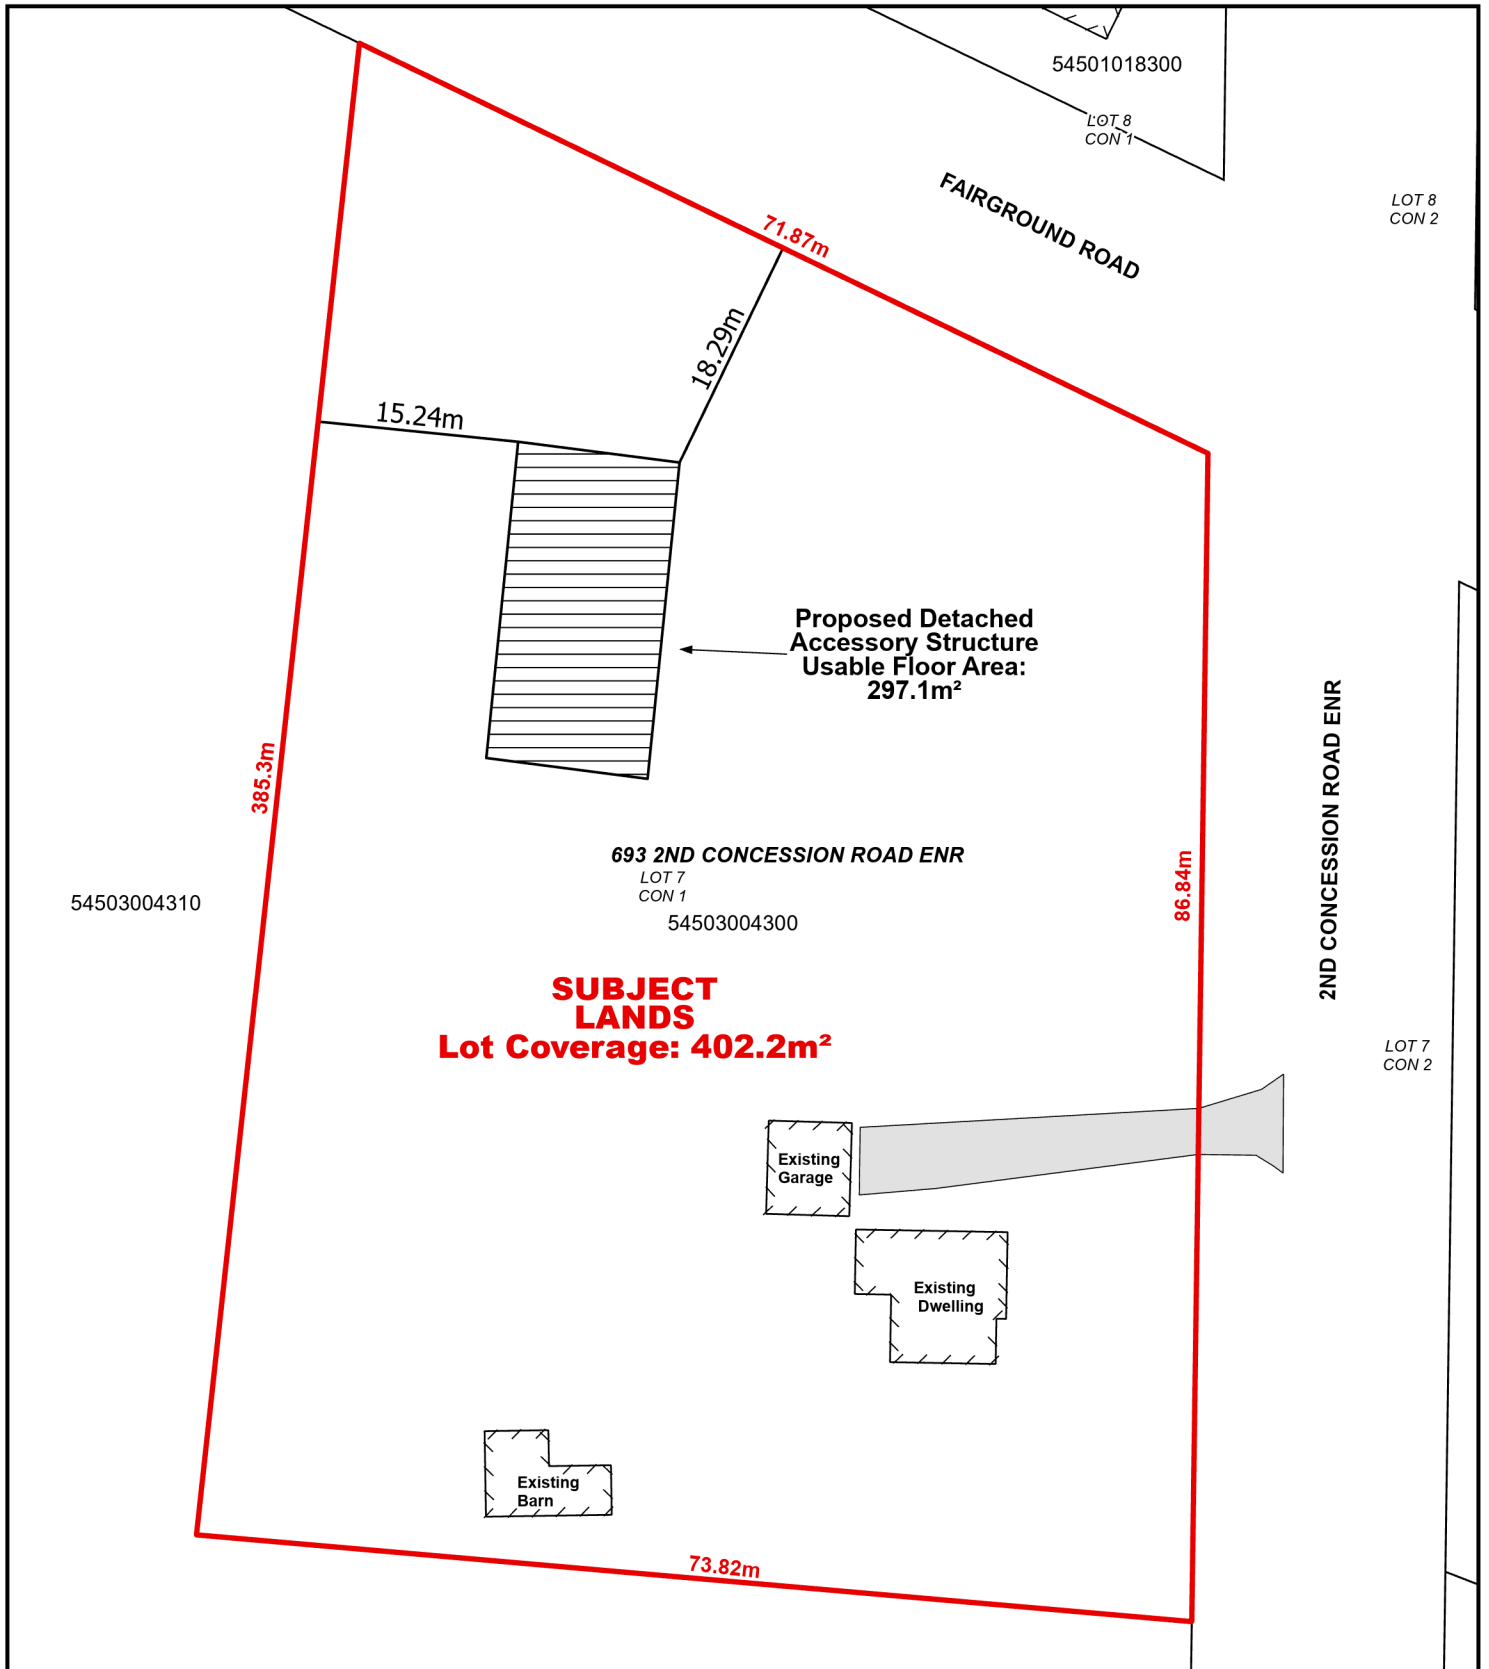 54501018300
LOT 8
CON 1
FAIRGROUND ROAD
LOT 8
CON 2
71.87m
18.29m
15.24m
Proposed Detached
Accessory Structure
Usable Floor Area:
297.1m²
385.3m
2ND CONCESSION ROAD ENR
86.84m
693 2ND CONCESSION ROAD ENR
LOT 7
CON 1
54503004300
54503004310
SUBJECT
LANDS
Lot Coverage: 402.2m²
LOT 7
CON 2
Existing
Garage
Existing
Dwelling
Existing
Barn
73.82m